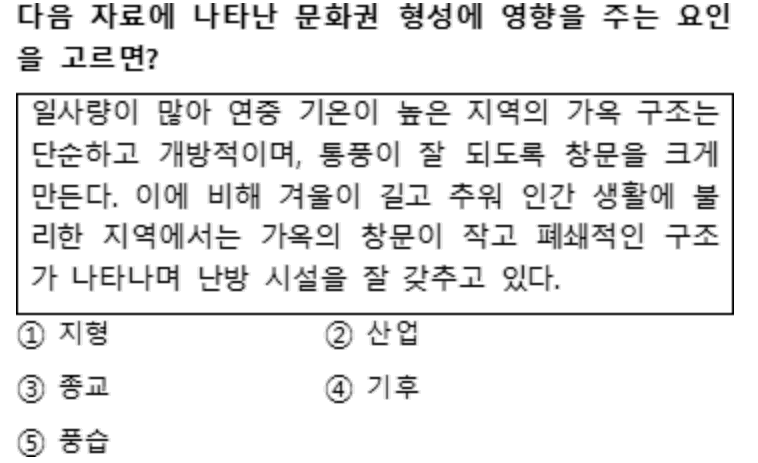 다음 자료에 나타난 문화권 형성에 영향을 주는 요인
을 고르면?
일사량이 많아 연중 기온이 높은 지역의 가옥 구조는
단순하고 개방적이며, 통풍이 잘 되도록 창문을 크게
만든다. 이에 비해 겨울이 길고 추워 인간 생활에 불
리한 지역에서는 가옥의 창문이 작고 폐쇄적인 구조
가 나타나며 난방 시설을 잘 갖추고 있다.
① 지형 ② 산업
③ 종교 ④ 기후
⑤ 풍습